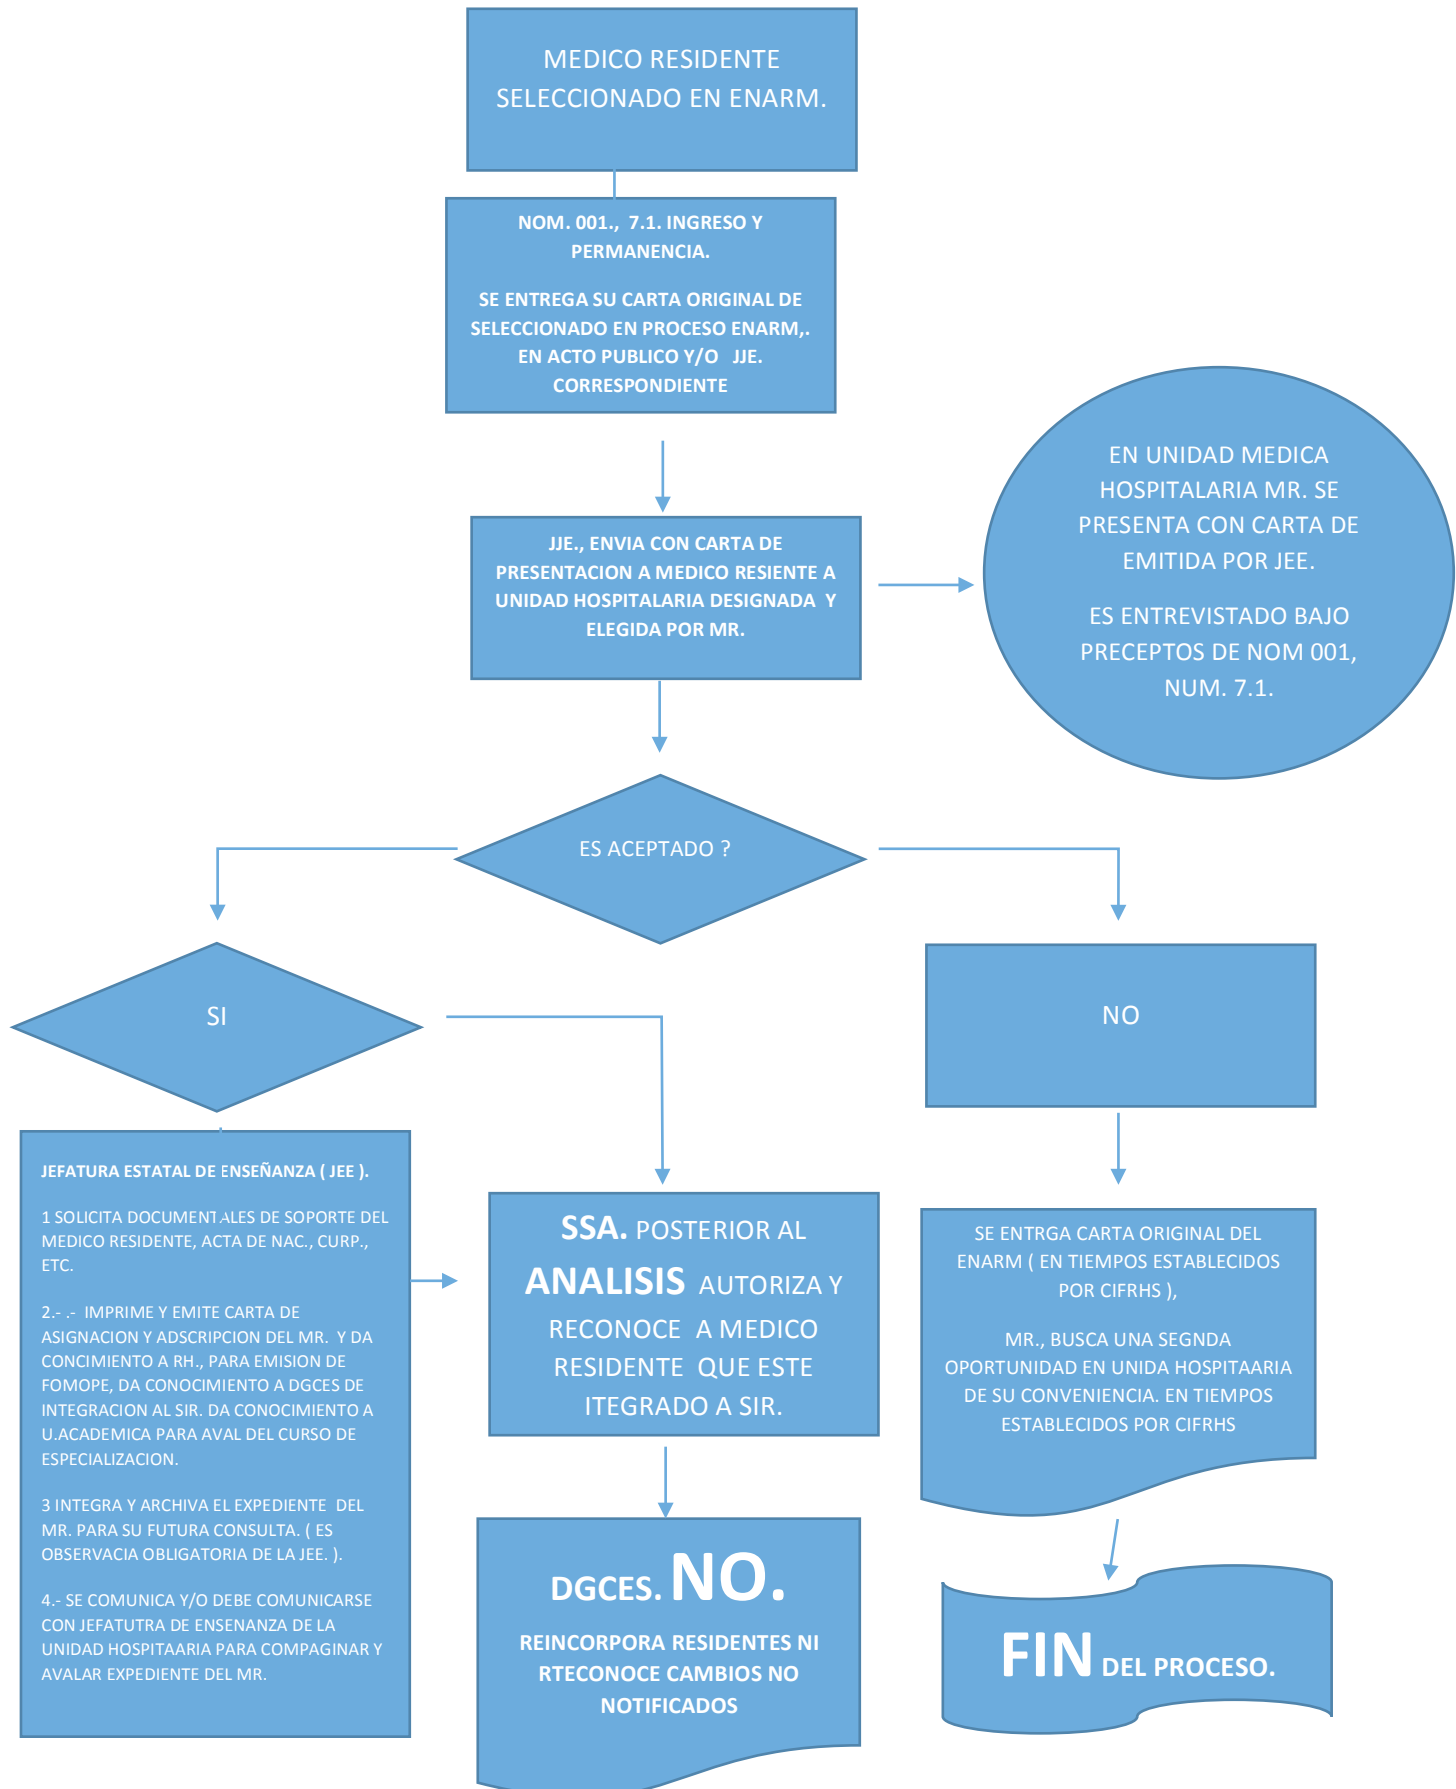 MEDICO RESIDENTE
SELECCIONADO EN ENARM.
NOM. 001., 7.1. INGRESO Y
PERMANENCIA.
SE ENTREGA SU CARTA ORIGINAL DE
SELECCIONADO EN PROCESO ENARM,.
EN ACTO PUBLICO Y/O JJE.
CORRESPONDIENTE
JJE., ENVIA CON CARTA DE
PRESENTACION A MEDICO RESIENTE A
UNIDAD HOSPITALARIA DESIGNADA Y
ELEGIDA POR MR.
EN UNIDAD MEDICA
HOSPITALARIA MR. SE
PRESENTA CON CARTA DE
EMITIDA POR JEE.
ES ENTREVISTADO BAJO
PRECEPTOS DE NOM 001,
NUM. 7.1.
ES ACEPTADO ?
SI
NO
JEFATURA ESTATAL DE ENSEÑANZA ( JEE ).
1 SOLICITA DOCUMENTALES DE SOPORTE DEL
MEDICO RESIDENTE, ACTA DE NAC., CURP.,
ETC.
2.- .- IMPRIME Y EMITE CARTA DE
ASIGNACION Y ADSCRIPCION DEL MR. Y DA
CONCIMIENTO A RH., PARA EMISION DE
FOMOPE, DA CONOCIMIENTO A DGCES DE
INTEGRACION AL SIR. DA CONOCIMIENTO A
U.ACADEMICA PARA AVAL DEL CURSO DE
ESPECIALIZACION.
3 INTEGRA Y ARCHIVA EL EXPEDIENTE DEL
MR. PARA SU FUTURA CONSULTA. ( ES
OBSERVACIA OBLIGATORIA DE LA JEE. ).
4.- SE COMUNICA Y/O DEBE COMUNICARSE
CON JEFATUTRA DE ENSENANZA DE LA
UNIDAD HOSPITAARIA PARA COMPAGINAR Y
AVALAR EXPEDIENTE DEL MR.
SSA. POSTERIOR AL
ANALISIS AUTORIZA Y
RECONOCE A MEDICO
RESIDENTE QUE ESTE
ITEGRADO A SIR.
SE ENTRGA CARTA ORIGINAL DEL
ENARM ( EN TIEMPOS ESTABLECIDOS
POR CIFRHS ),
MR., BUSCA UNA SEGNDA
OPORTUNIDAD EN UNIDA HOSPITAARIA
DE SU CONVENIENCIA. EN TIEMPOS
ESTABLECIDOS POR CIFRHS
DGCES. NO.
REINCORPORA RESIDENTES NI
RTECONOCE CAMBIOS NO
NOTIFICADOS
FIN DEL PROCESO.